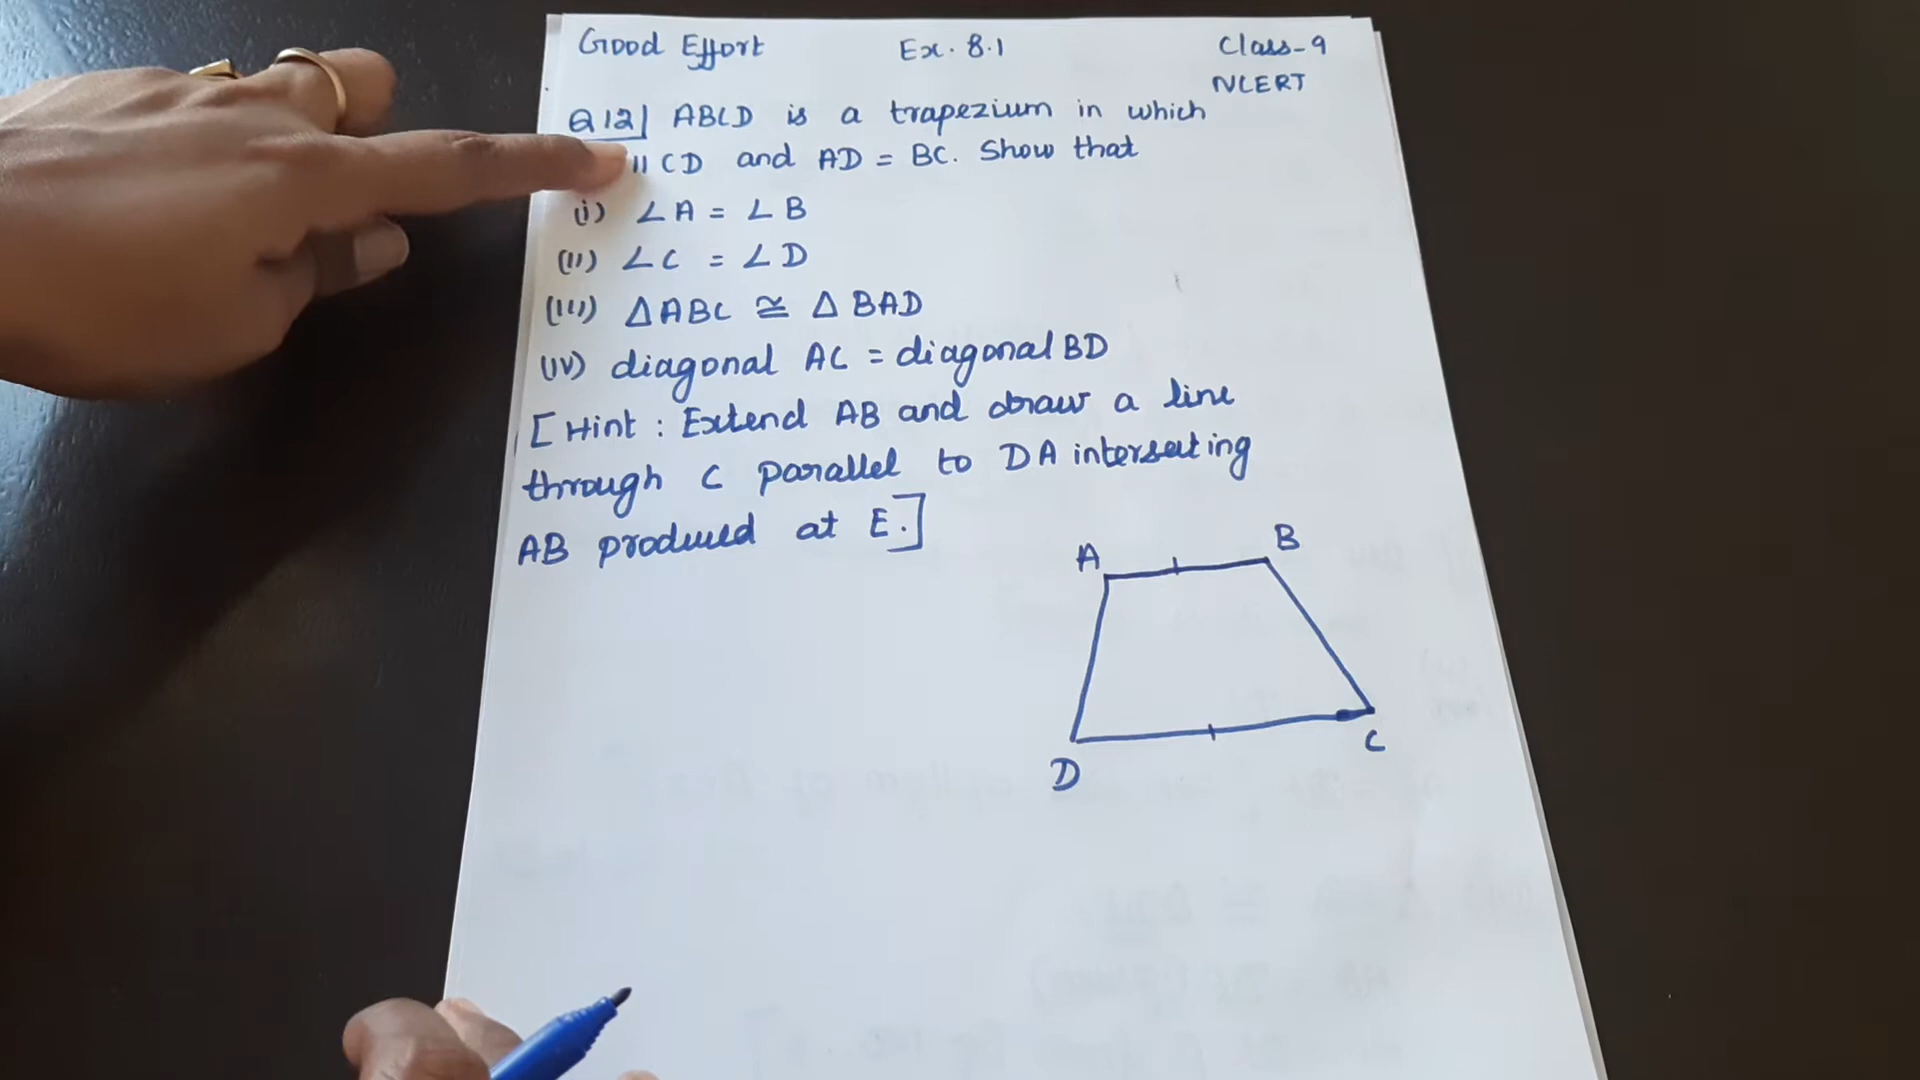 Good Effort Ex. 8.1 Class-9
NCERT
Q12] ABCD is a trapezium in which
|| CD and AD = BC. Show that
(i) ∠A = ∠B
(ii) ∠C = ∠D
(iii) △ABC ≅ △BAD
(iv) diagonal AC = diagonal BD
[Hint : Extend AB and draw a line
through C parallel to DA intersecting
AB produced at E.]
A B
D C